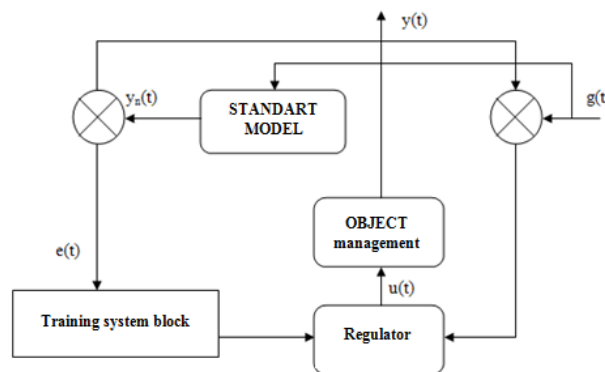 y(t)
yₙ(t)
STANDART
MODEL
g(t
OBJECT
management
e(t)
u(t)
Training system block
Regulator